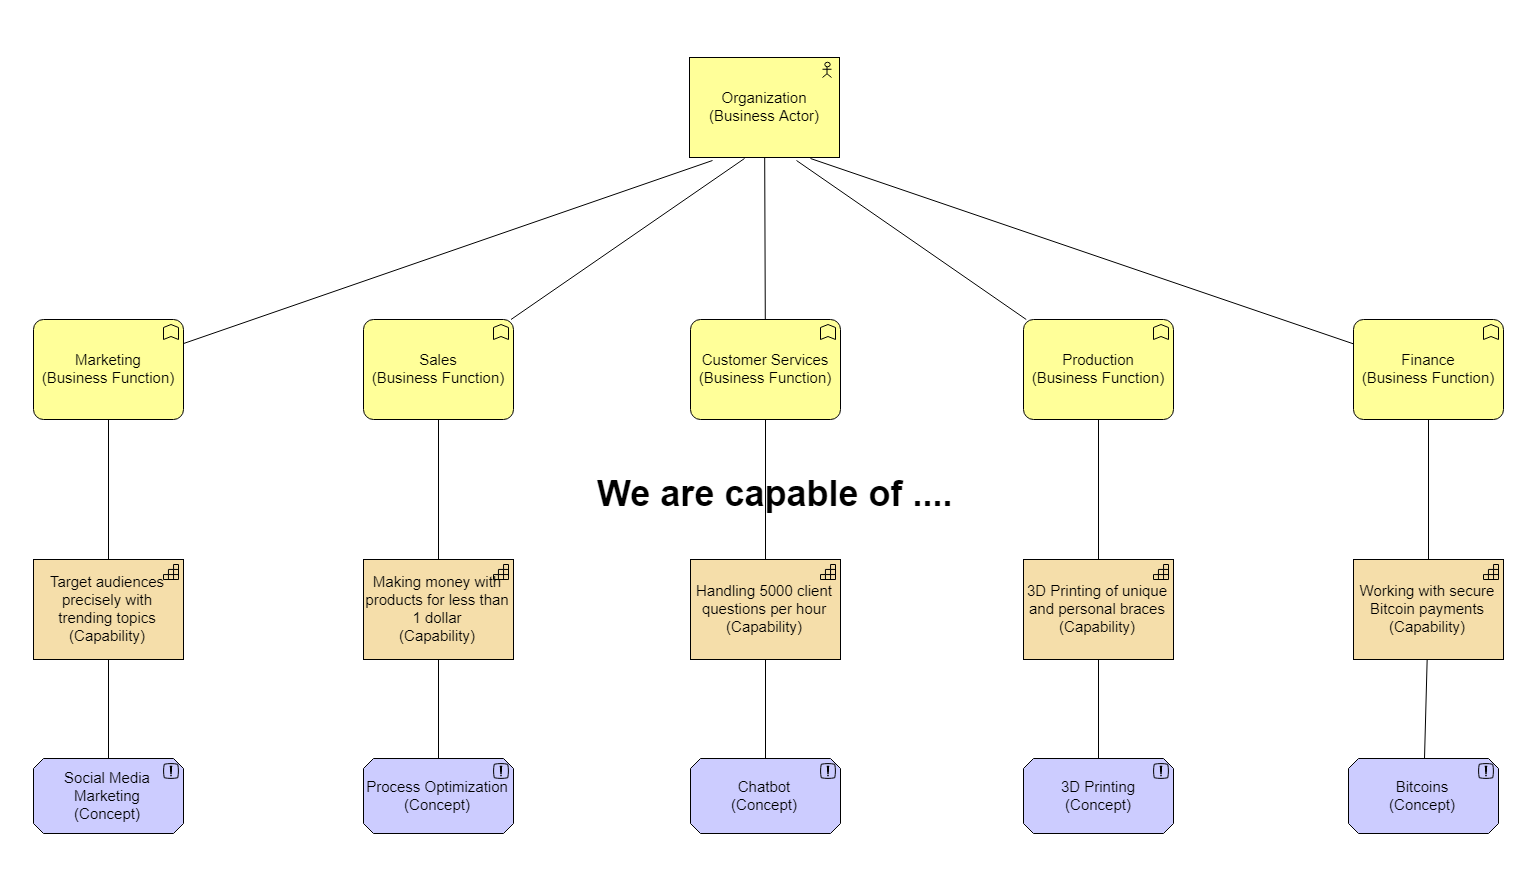 Organization
(Business Actor)
Marketing
(Business Function)
Sales
(Business Function)
Customer Services
(Business Function)
Production
(Business Function)
Finance
(Business Function)
We are capable of ....
Target audiences
precisely with
trending topics
(Capability)
Making money with
products for less than
1 dollar
(Capability)
Handling 5000 client
questions per hour
(Capability)
3D Printing of unique
and personal braces
(Capability)
Working with secure
Bitcoin payments
(Capability)
Social Media
Marketing
(Concept)
Process Optimization
(Concept)
Chatbot
(Concept)
3D Printing
(Concept)
Bitcoins
(Concept)